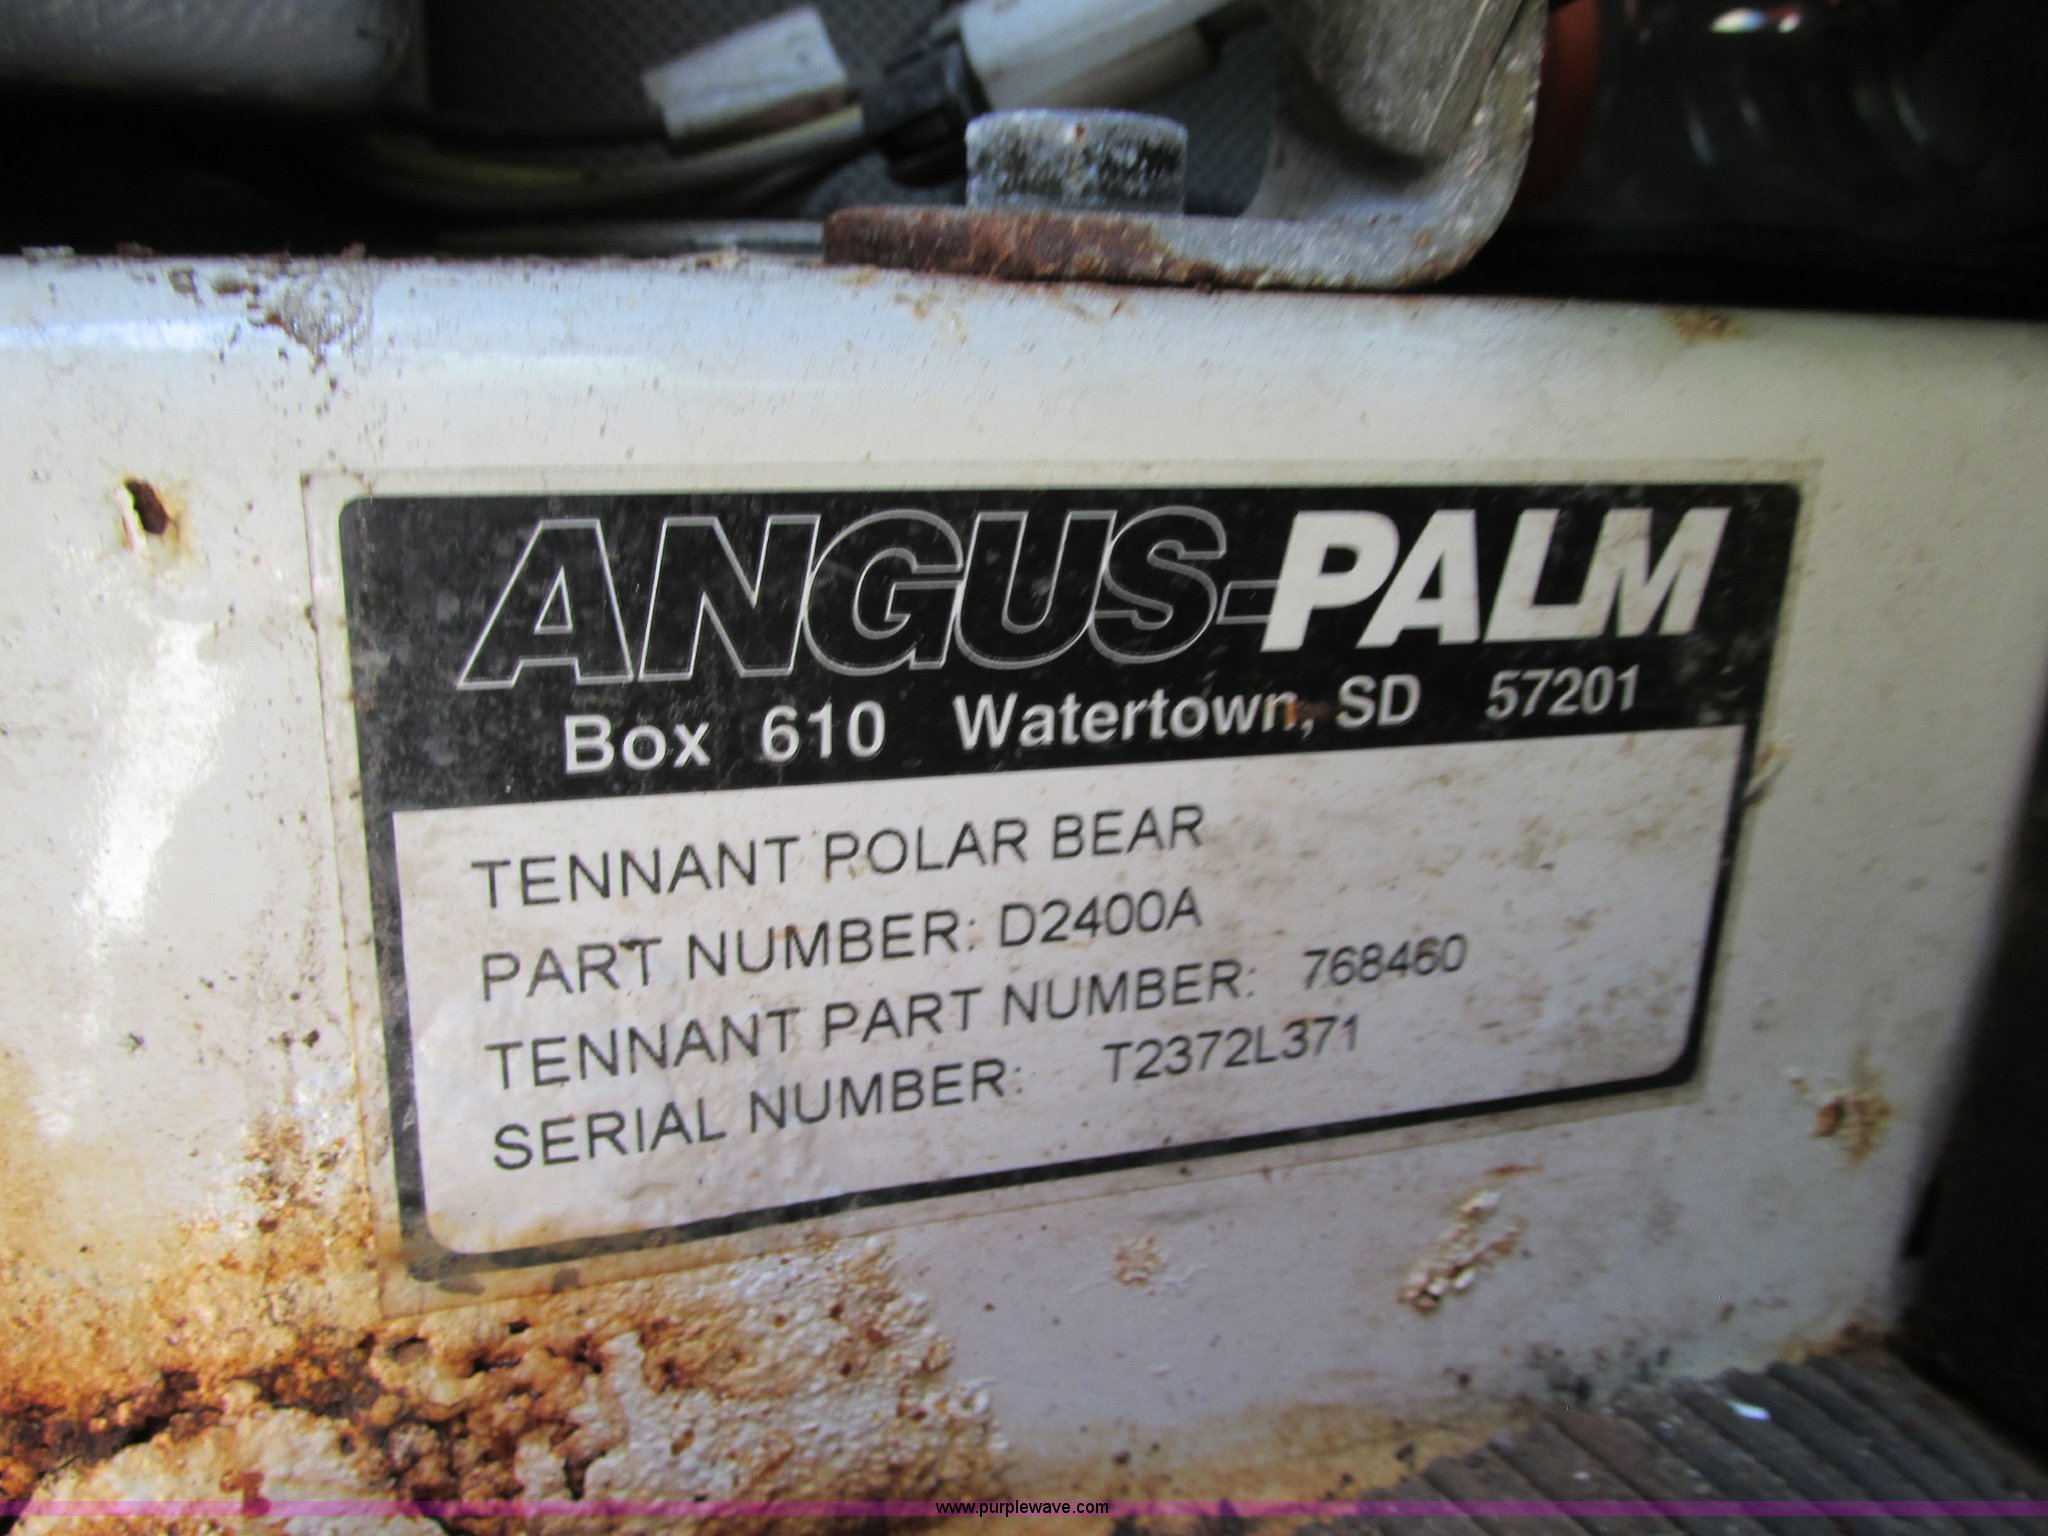 ANGUS-PALM
Box 610 Watertown, SD 57201
TENNANT POLAR BEAR
PART NUMBER: D2400A
TENNANT PART NUMBER: 768460
SERIAL NUMBER: T2372L371
www.purplewave.com